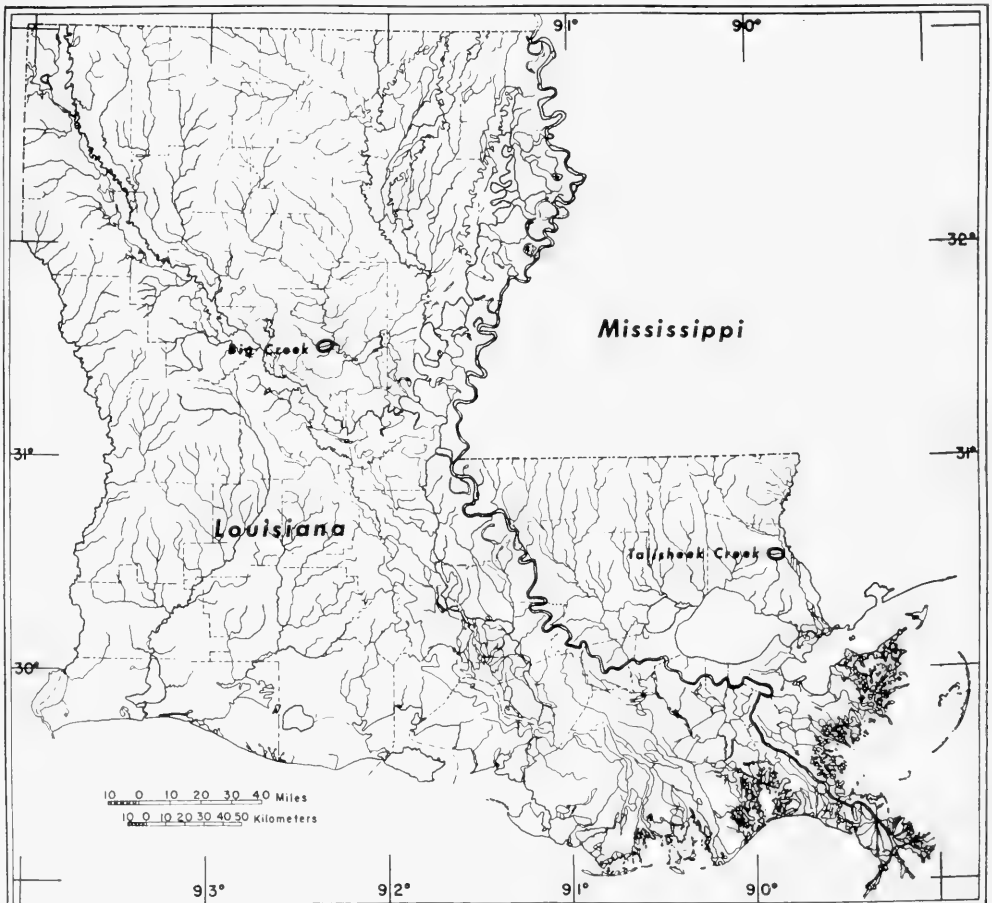 91° 90°
32°
Mississippi
Big Creek
31° 31°
Louisiana
Talisheek Creek
30°
10 0 10 20 30 40 Miles
10 0 10 20 30 40 50 Kilometers
93° 92° 91° 90°